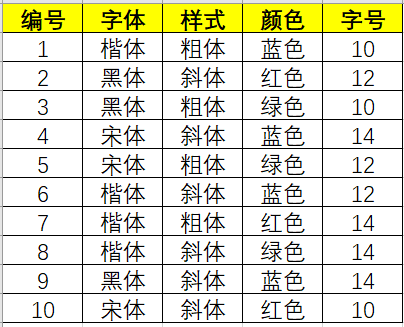 编号 字体 样式 颜色 字号
1 楷体 粗体 蓝色 10
2 黑体 斜体 红色 12
3 黑体 粗体 绿色 10
4 宋体 斜体 蓝色 14
5 宋体 粗体 绿色 12
6 楷体 斜体 蓝色 12
7 楷体 粗体 红色 14
8 楷体 斜体 绿色 14
9 黑体 斜体 蓝色 14
10 宋体 斜体 红色 10